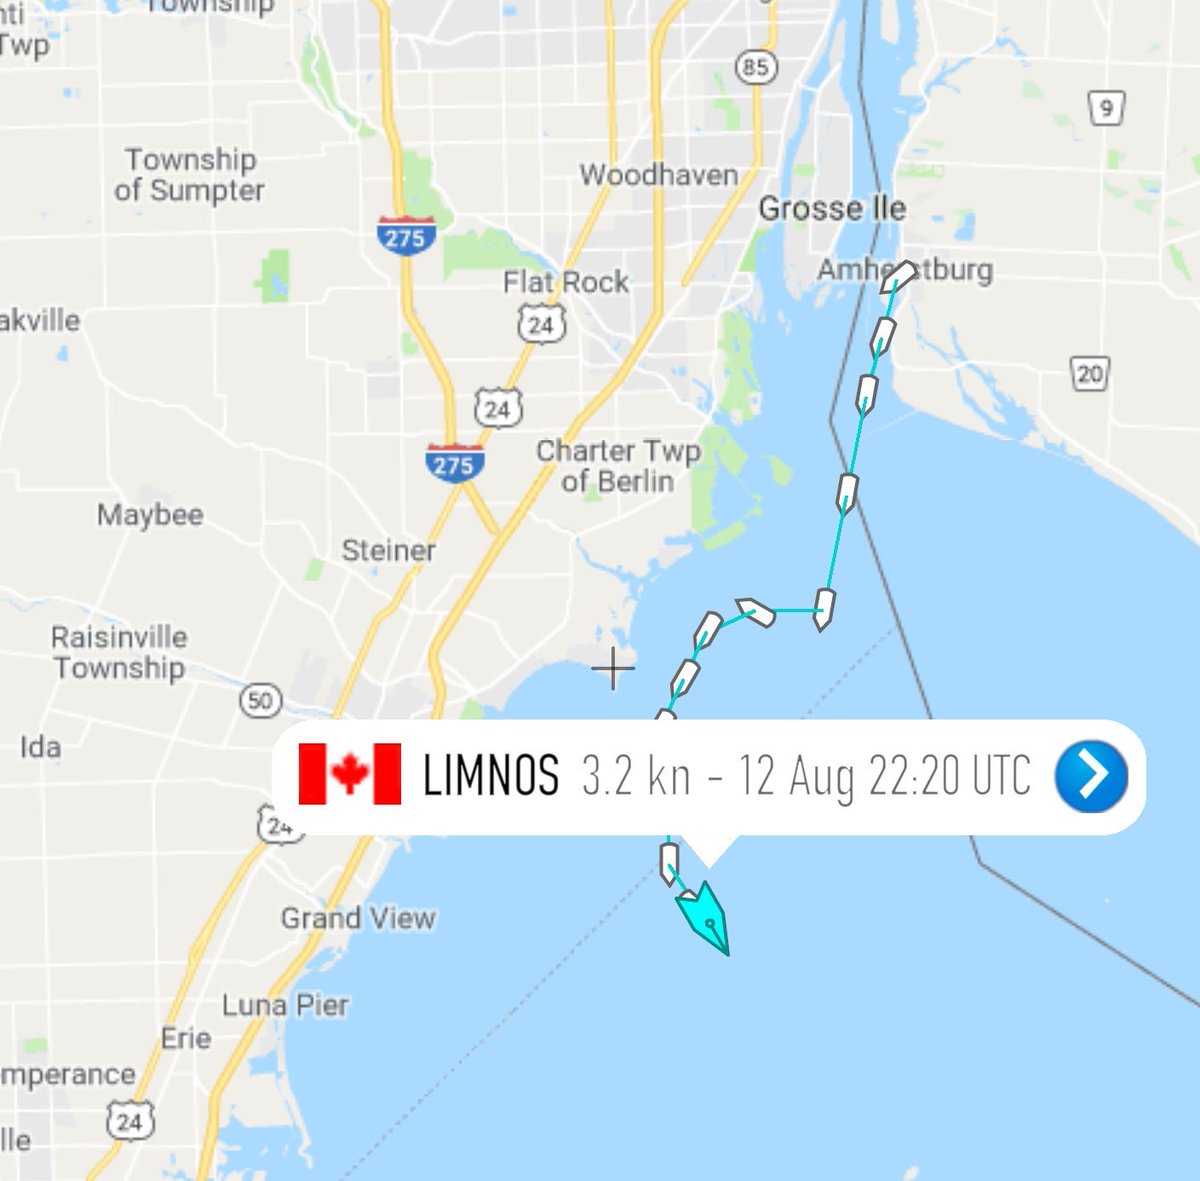 Township
Twp
85
9
Township
of Sumpter
Woodhaven
Grosse Ile
275
Flat Rock
Amherstburg
akville
24
20
24
Charter Twp
of Berlin
275
Maybee
Steiner
Raisinville
Township
50
Ida
LIMNOS 3.2 kn - 12 Aug 22:20 UTC
24
Grand View
Luna Pier
Erie
mperance
24
lle